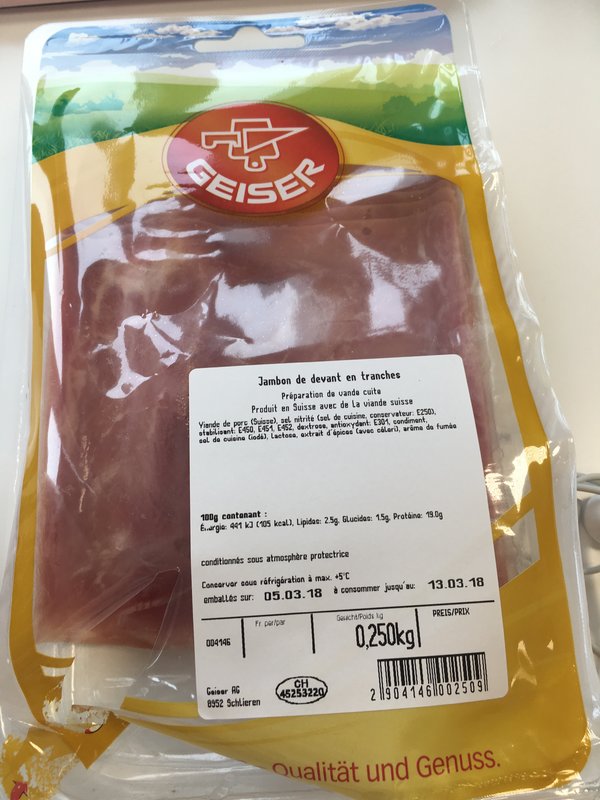 GEISER
Jambon de devant en tranches
Préparation de vande cuite
Produit en Suisse avec de la viande suisse
Viande de porc (Suisse), sel nitrité (sel de cuisine, conservateur: E250),
stabilisant: E450, E451, E452, dextrose, antioxydant: E301, condiment,
sel de cuisine (iodé), Lactose, extrait d'épices (avec céleri), arôme de fumée
100g contenant :
Énergie: 441 kJ (105 kcal), Lipides: 2.5g, Glucides: 1.5g, Protéine: 19.0g
conditionnés sous atmosphère protectrice
Conserver sous réfrigération à max. +5°C
emballés sur: 05.03.18 à consommer jusqu'au: 13.03.18
004146 Fr. per/par Gewicht/Poids kg 0,250kg PREIS/PRIX
Geiser AG
8952 Schlieren
CH
45253220
2 904146 002509
Qualität und Genuss.